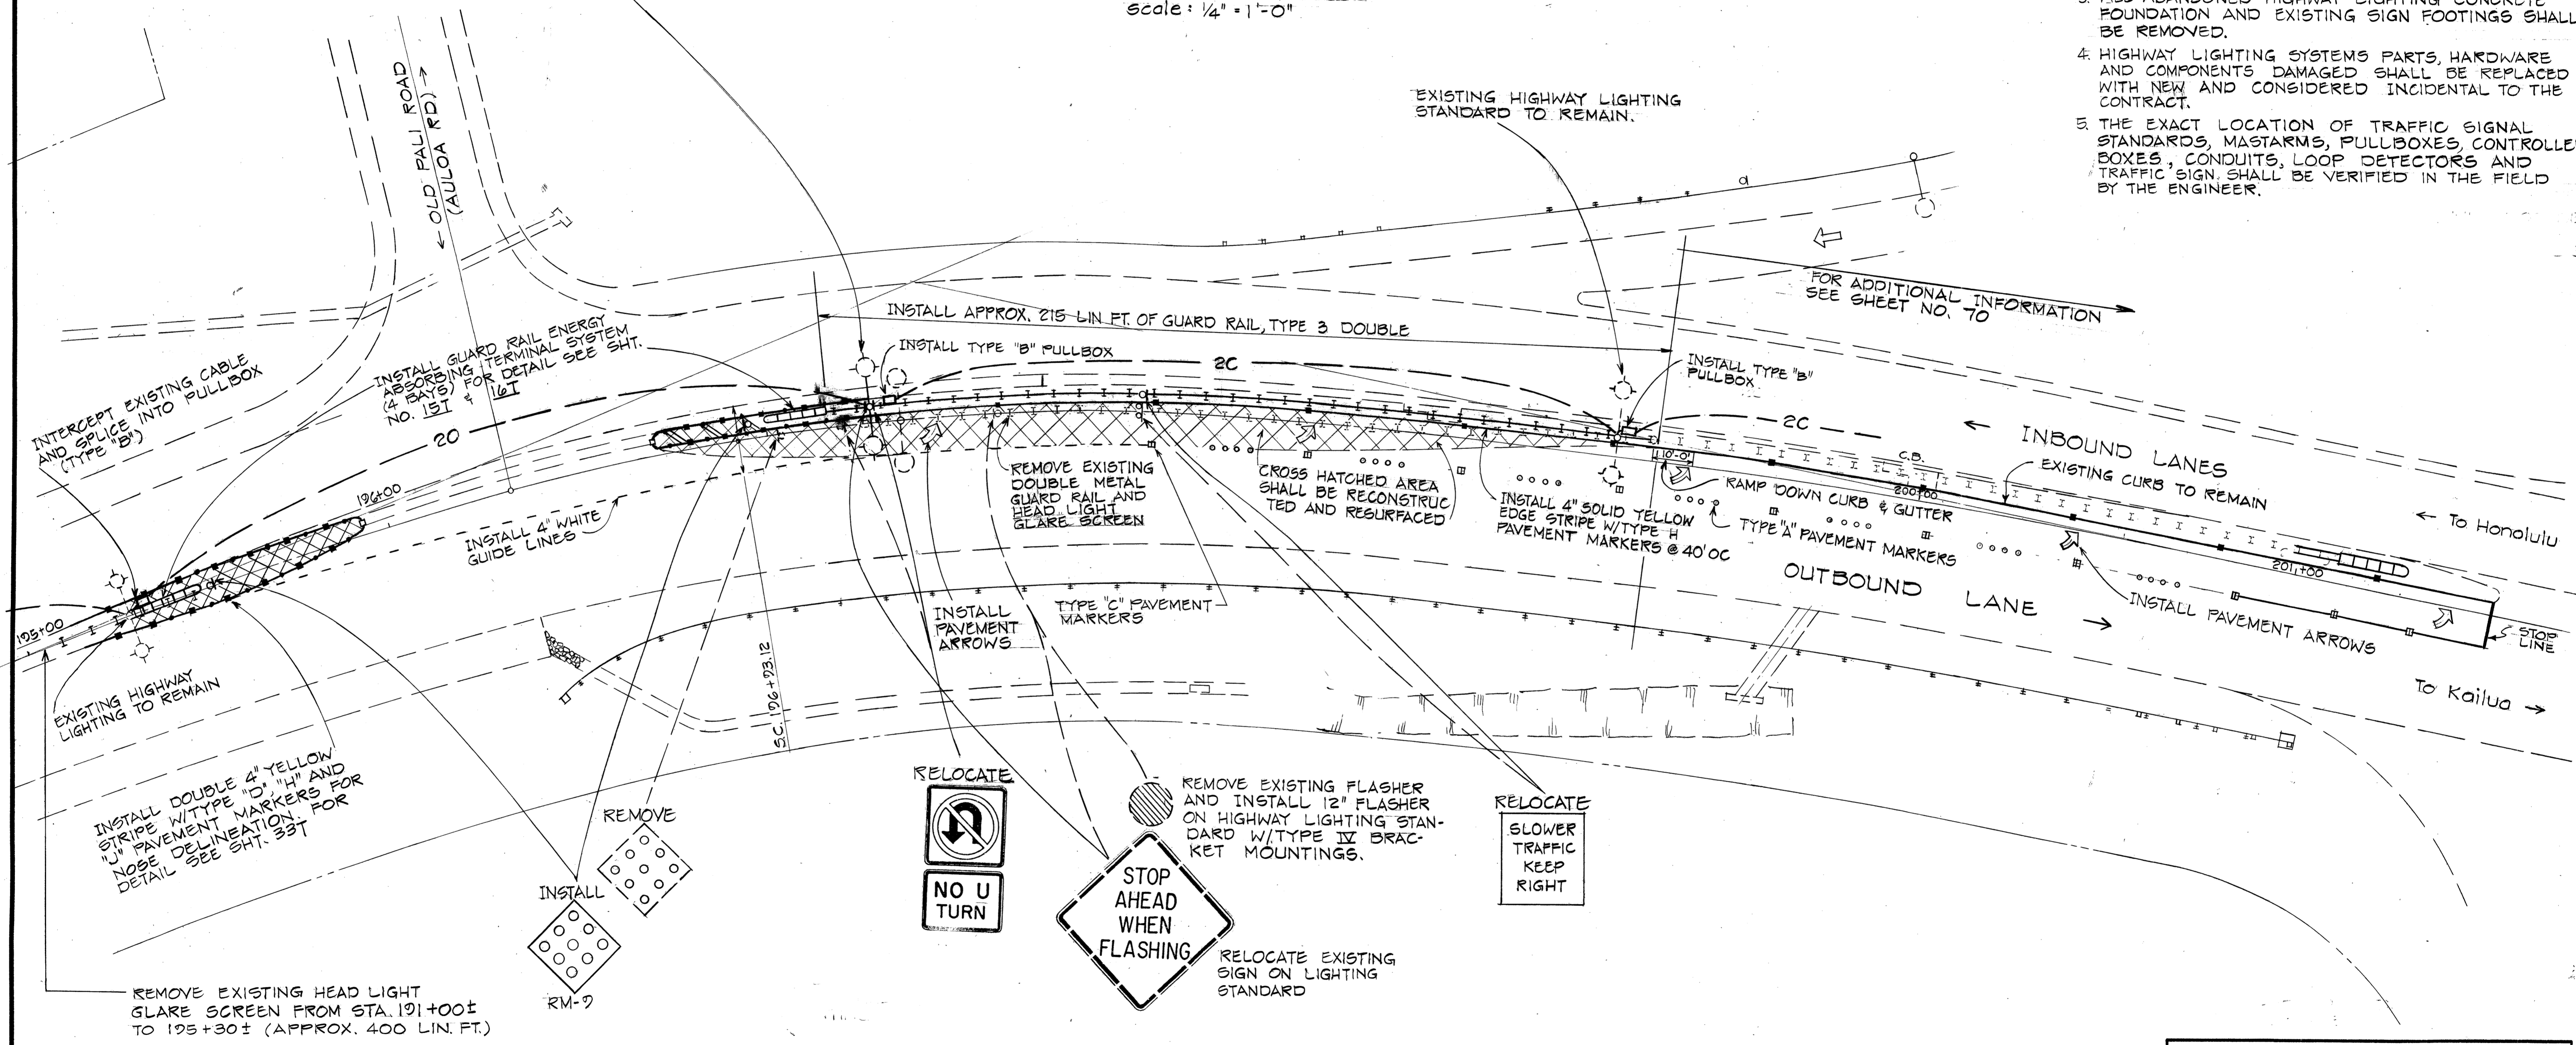 Scale: 1/4" = 1'-0"
FOUNDATION AND EXISTING SIGN FOOTINGS SHALL
BE REMOVED.
4. HIGHWAY LIGHTING SYSTEMS PARTS, HARDWARE
AND COMPONENTS DAMAGED SHALL BE REPLACED
WITH NEW AND CONSIDERED INCIDENTAL TO THE
CONTRACT.
5. THE EXACT LOCATION OF TRAFFIC SIGNAL
STANDARDS, MASTARMS, PULLBOXES, CONTROLLE
BOXES, CONDUITS, LOOP DETECTORS AND
TRAFFIC SIGN SHALL BE VERIFIED IN THE FIELD
BY THE ENGINEER.
← OLD PALI ROAD
(AULOA RD) →
EXISTING HIGHWAY LIGHTING
STANDARD TO REMAIN.
FOR ADDITIONAL INFORMATION
SEE SHEET NO. 70
INSTALL APPROX. 215 LIN FT. OF GUARD RAIL, TYPE 3 DOUBLE
INSTALL TYPE "B" PULLBOX
2C
INSTALL TYPE "B"
PULLBOX
2C
INSTALL GUARD RAIL ENERGY
ABSORBING TERMINAL SYSTEM
(4 BAYS) FOR DETAIL SEE SHT.
NO. 15I & 16I
INTERCEPT EXISTING CABLE
AND SPLICE INTO PULLBOX
(TYPE "B")
20
196+00
195+00
INSTALL 4" WHITE
GUIDE LINES
REMOVE EXISTING
DOUBLE METAL
GUARD RAIL AND
HEAD LIGHT
GLARE SCREEN
CROSS HATCHED AREA
SHALL BE RECONSTRUC
TED AND RESURFACED
INSTALL 4" SOLID YELLOW
EDGE STRIPE W/TYPE H
PAVEMENT MARKERS @ 40' OC
10'-0"
RAMP DOWN CURB & GUTTER
TYPE "A" PAVEMENT MARKERS
C.B.
200+00
← INBOUND LANES
EXISTING CURB TO REMAIN
← To Honolulu
201+00
OUTBOUND LANE →
INSTALL PAVEMENT ARROWS
STOP
LINE
To Kailua →
INSTALL
PAVEMENT
ARROWS
TYPE "C" PAVEMENT
MARKERS
S.C. 196+93.12
EXISTING HIGHWAY
LIGHTING TO REMAIN
INSTALL DOUBLE 4" YELLOW
STRIPE W/TYPE "D", "H" AND
"J" PAVEMENT MARKERS FOR
NOSE DELINEATION. FOR
DETAIL SEE SHT. 33T
REMOVE
INSTALL
RM-9
RELOCATE
NO U
TURN
REMOVE EXISTING FLASHER
AND INSTALL 12" FLASHER
ON HIGHWAY LIGHTING STAN-
DARD W/TYPE IV BRAC-
KET MOUNTINGS.
STOP
AHEAD
WHEN
FLASHING
RELOCATE EXISTING
SIGN ON LIGHTING
STANDARD
RELOCATE
SLOWER
TRAFFIC
KEEP
RIGHT
REMOVE EXISTING HEAD LIGHT
GLARE SCREEN FROM STA. 191+00±
TO 195+30± (APPROX. 400 LIN. FT.)